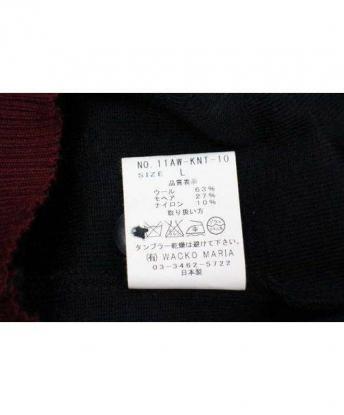 NO.11AW-KNT-10
SIZE L
品質表示
ウール 63%
モヘア 27%
ナイロン 10%
取り扱い方
タンブラー乾燥は避けて下さい。
(有) WACKO MARIA
03-3462-5722
日本製